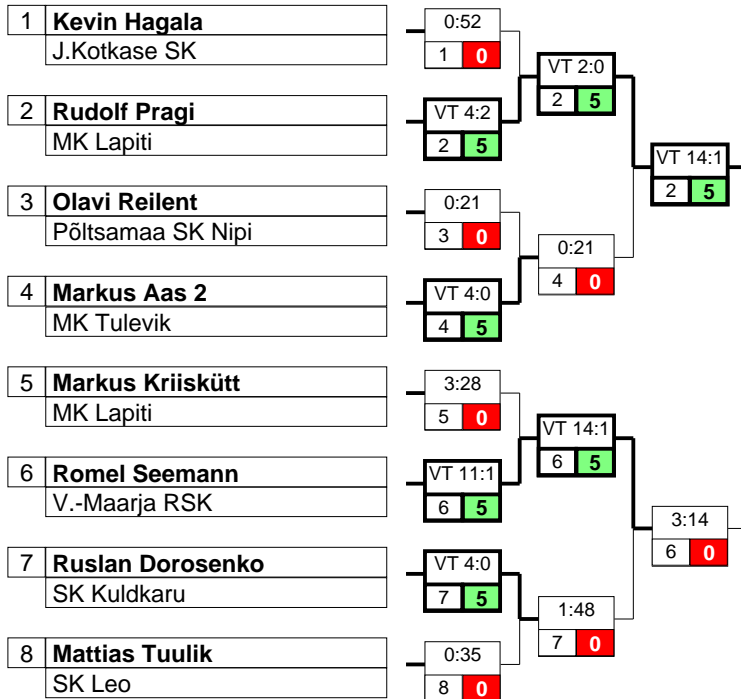 1 Kevin Hagala
J.Kotkase SK
0:52
1 0
VT 2:0
2 5
2 Rudolf Pragi
MK Lapiti
VT 4:2
2 5
VT 14:1
2 5
3 Olavi Reilent
Põltsamaa SK Nipi
0:21
3 0
0:21
4 0
4 Markus Aas 2
MK Tulevik
VT 4:0
4 5
5 Markus Kriiskütt
MK Lapiti
3:28
5 0
VT 14:1
6 5
6 Romel Seemann
V.-Maarja RSK
VT 11:1
6 5
3:14
6 0
7 Ruslan Dorosenko
SK Kuldkaru
VT 4:0
7 5
1:48
7 0
8 Mattias Tuulik
SK Leo
0:35
8 0